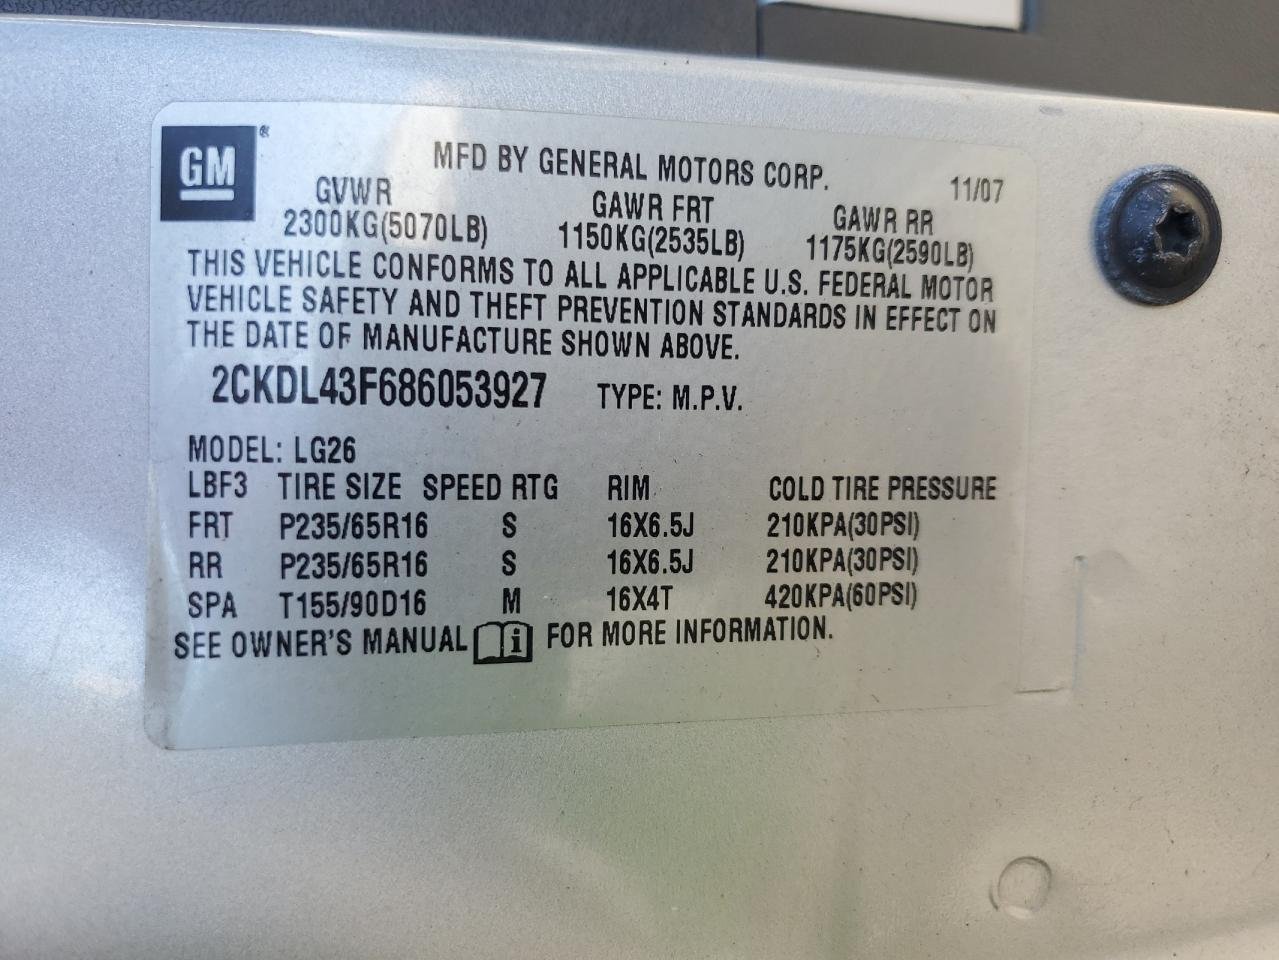 GM
MFD BY GENERAL MOTORS CORP. 11/07
GVWR GAWR FRT GAWR RR
2300KG(5070LB) 1150KG(2535LB) 1175KG(2590LB)
THIS VEHICLE CONFORMS TO ALL APPLICABLE U.S. FEDERAL MOTOR
VEHICLE SAFETY AND THEFT PREVENTION STANDARDS IN EFFECT ON
THE DATE OF MANUFACTURE SHOWN ABOVE.
2CKDL43F686053927 TYPE: M.P.V.
MODEL: LG26
LBF3 TIRE SIZE SPEED RTG RIM COLD TIRE PRESSURE
FRT P235/65R16 S 16X6.5J 210KPA(30PSI)
RR P235/65R16 S 16X6.5J 210KPA(30PSI)
SPA T155/90D16 M 16X4T 420KPA(60PSI)
SEE OWNER'S MANUAL i FOR MORE INFORMATION.